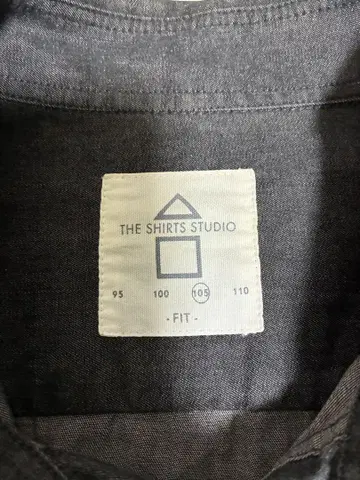 THE SHIRTS STUDIO
95 100 105 110
- FIT -